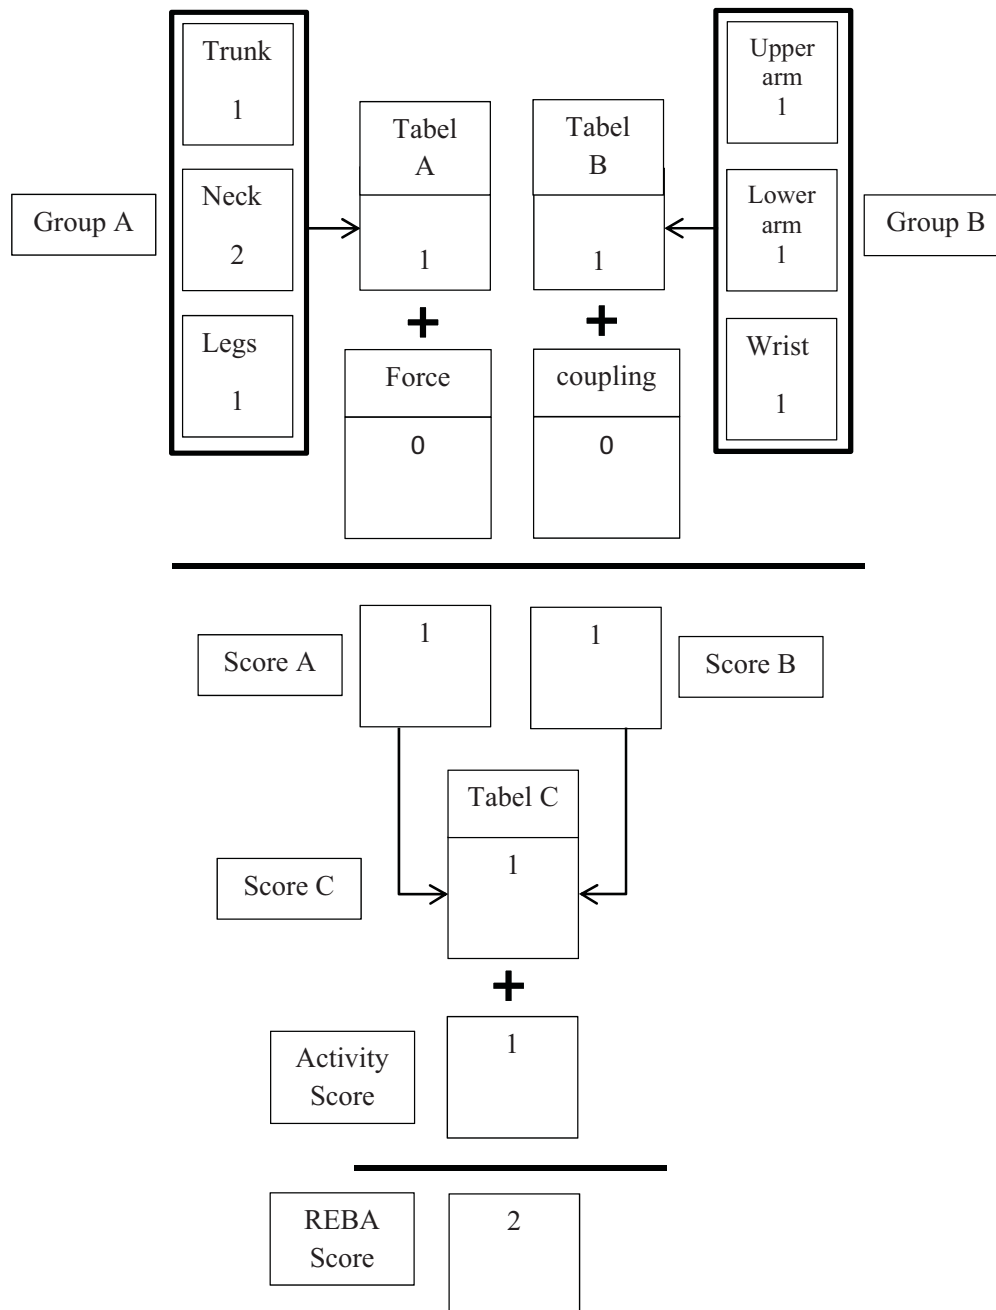 Trunk
1
Neck
2
Legs
1
Group A
Tabel
A
1
Force
0
Tabel
B
1
coupling
0
Upper
arm
1
Lower
arm
1
Wrist
1
Group B
Score A
1
1
Score B
Tabel C
1
Score C
Activity
Score
1
REBA
Score
2